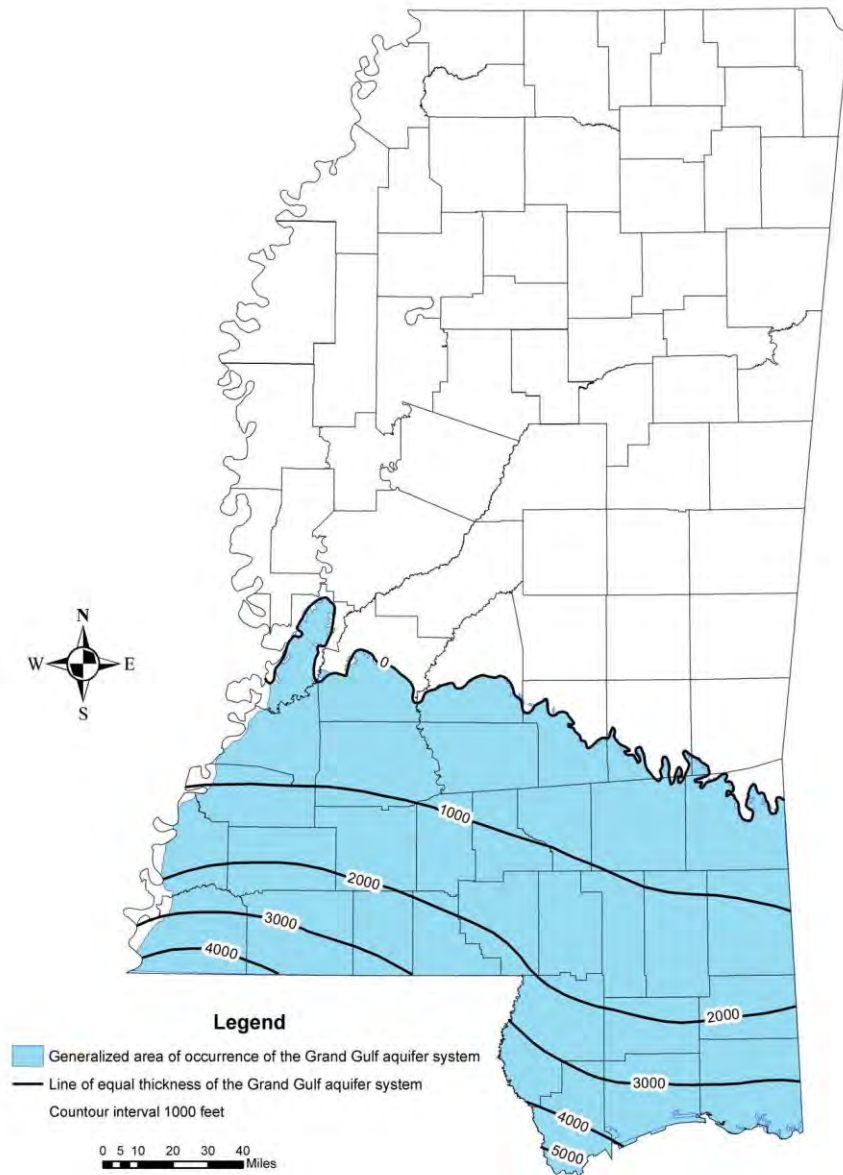 N
W E
S
0
1000
2000
3000
4000
2000
3000
4000
5000
Legend
Generalized area of occurrence of the Grand Gulf aquifer system
Line of equal thickness of the Grand Gulf aquifer system
Countour interval 1000 feet
0 5 10 20 30 40
Miles